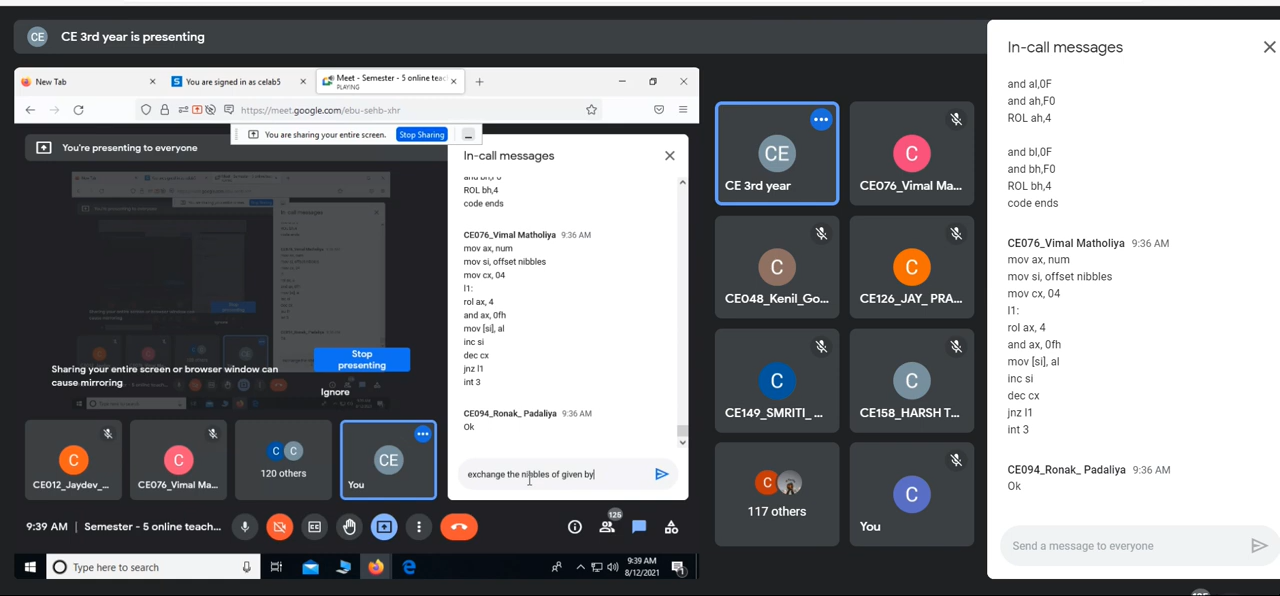 CE
CE 3rd year is presenting
New Tab
You are signed in as celab5
Meet - Semester - 5 online teac
PLAYING
https://meet.google.com/ebu-sehb-xhr
You are sharing your entire screen.
Stop Sharing
You're presenting to everyone
Sharing your entire screen or browser window can
cause mirroring
Stop
presenting
Ignore
In-call messages
ROL bh,4
code ends
CE076_Vimal Matholiya 9:36 AM
mov ax, num
mov si, offset nibbles
mov cx, 04
l1:
rol ax, 4
and ax, 0fh
mov [si], al
inc si
dec cx
jnz l1
int 3
CE094_Ronak_ Padaliya 9:36 AM
Ok
exchange the nibbles of given by
C
CE012_Jaydev_...
C
CE076_Vimal Ma...
C C
120 others
CE
You
9:39 AM | Semester - 5 online teach...
125
Type here to search
9:39 AM
8/12/2021
CE
CE 3rd year
C
CE076_Vimal Ma...
C
CE048_Kenil_Go...
C
CE126_JAY_ PRA...
C
CE149_SMRITI_ ...
C
CE158_HARSH T...
C
117 others
C
You
In-call messages
and al,0F
and ah,F0
ROL ah,4
and bl,0F
and bh,F0
ROL bh,4
code ends
CE076_Vimal Matholiya 9:36 AM
mov ax, num
mov si, offset nibbles
mov cx, 04
l1:
rol ax, 4
and ax, 0fh
mov [si], al
inc si
dec cx
jnz l1
int 3
CE094_Ronak_ Padaliya 9:36 AM
Ok
Send a message to everyone